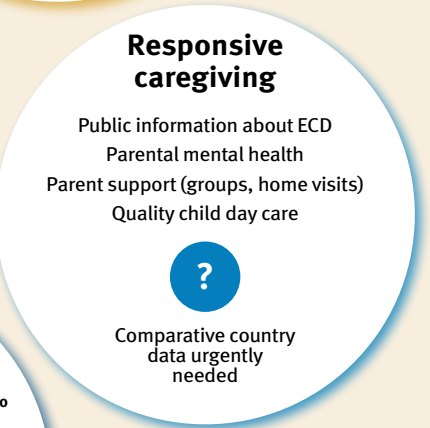 Responsive
caregiving
Public information about ECD
Parental mental health
Parent support (groups, home visits)
Quality child day care
?
Comparative country
data urgently
needed
o